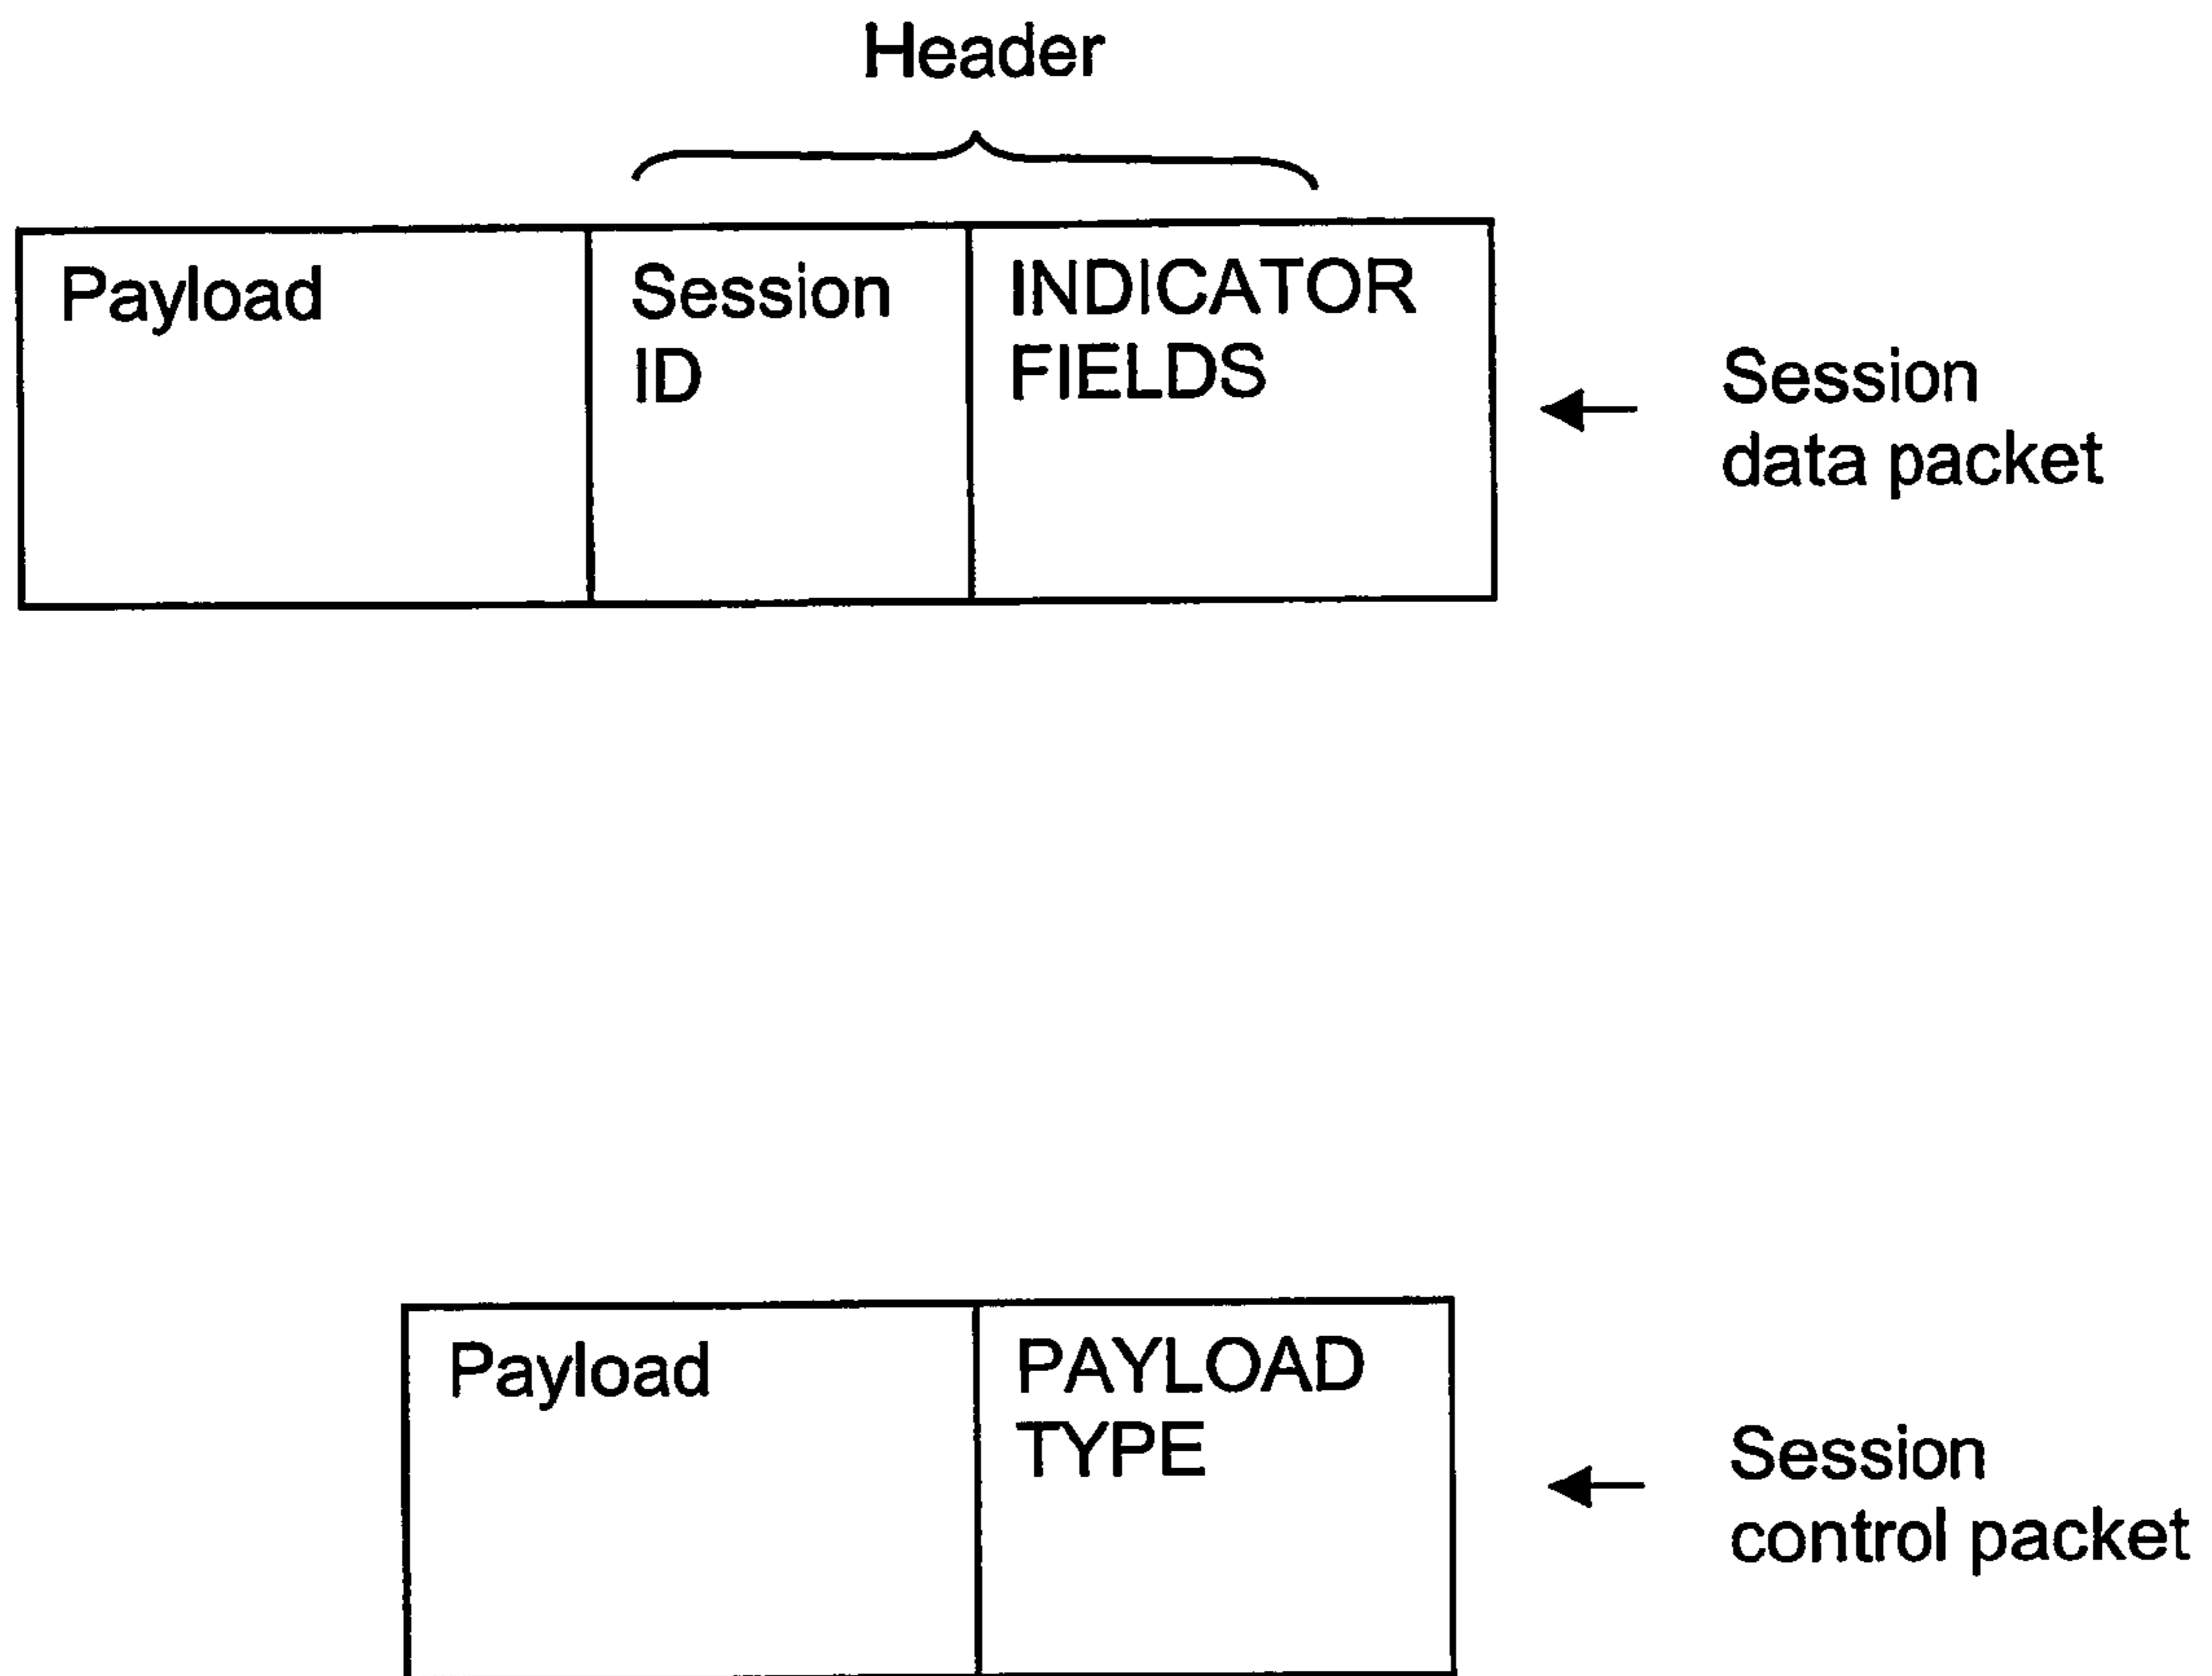 Header
Payload
Session
ID
INDICATOR
FIELDS
Session
data packet
Payload
PAYLOAD
TYPE
Session
control packet